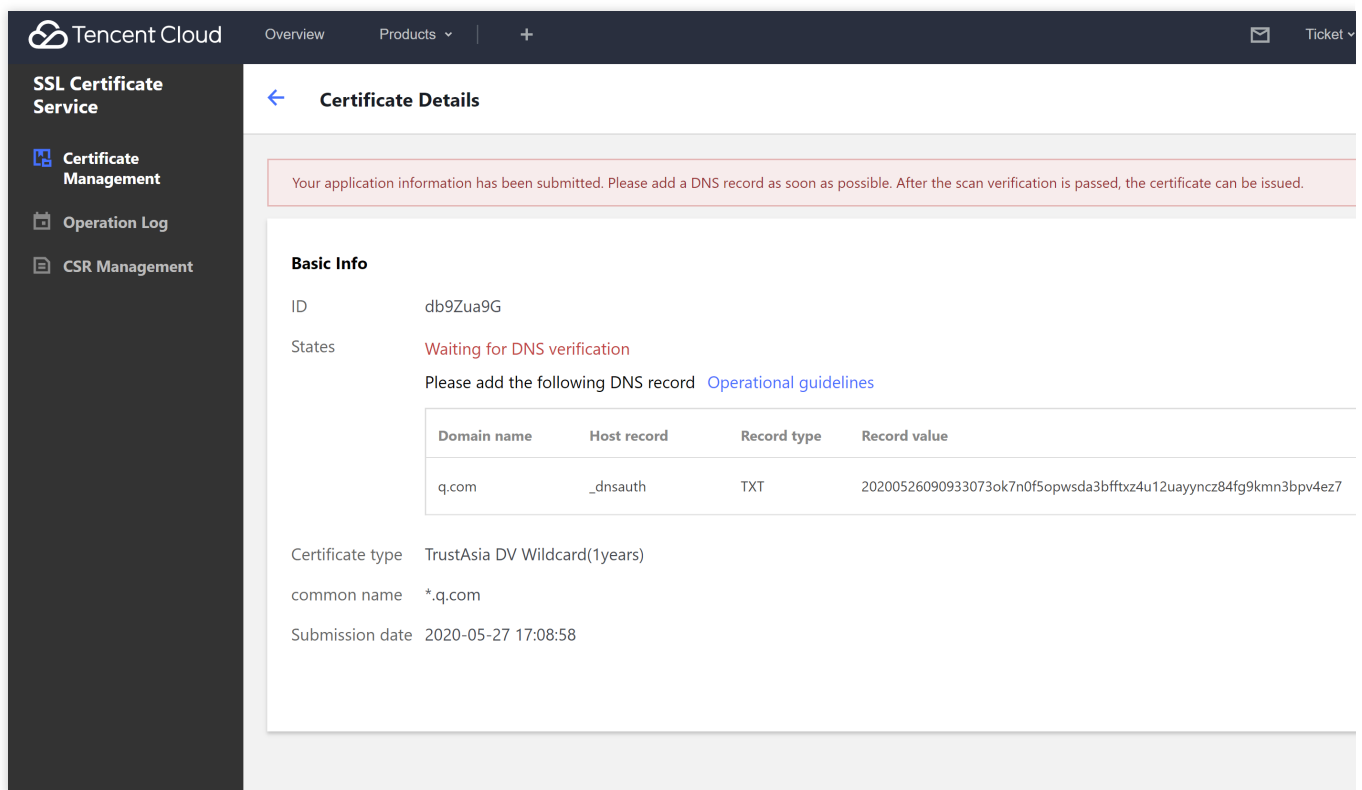 Tencent Cloud Overview Products + Ticket
SSL Certificate
Service
Certificate Details
Certificate
Management
Your application information has been submitted. Please add a DNS record as soon as possible. After the scan verification is passed, the certificate can be issued.
Operation Log
CSR Management
Basic Info
ID db9Zua9G
States Waiting for DNS verification
Please add the following DNS record Operational guidelines
Domain name Host record Record type Record value
q.com _dnsauth TXT 20200526090933073ok7n0f5opwsda3bfftxz4u12uayyncz84fg9kmn3bpv4ez7
Certificate type TrustAsia DV Wildcard(1years)
common name *.q.com
Submission date 2020-05-27 17:08:58